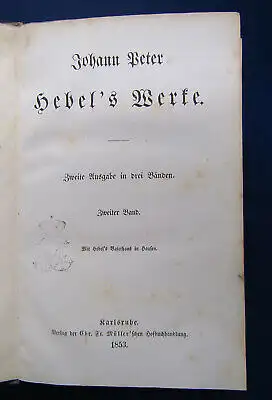 Johann Peter
Hebel's Werke.
Zweite Ausgabe in drei Bänden.
Zweiter Band.
Mit Hebel's Vaterhaus in Hausen.
Karlsruhe.
Verlag der Chr. Fr. Müller'schen Hofbuchhandlung.
1853.